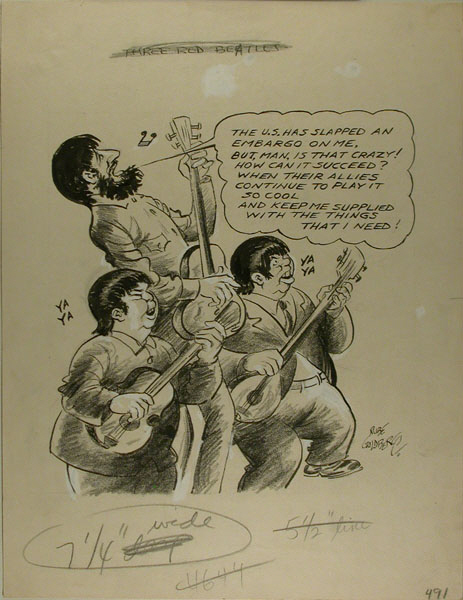 THREE RED BEATLES
THE U.S. HAS SLAPPED AN
EMBARGO ON ME,
BUT, MAN, IS THAT CRAZY!
HOW CAN IT SUCCEED?
WHEN THEIR ALLIES
CONTINUE TO PLAY IT
SO COOL
AND KEEP ME SUPPLIED
WITH THE THINGS
THAT I NEED!
YA
YA
YA
YA
RUBE
GOLDBERG
7 1/4" wide
5 1/2" line
491